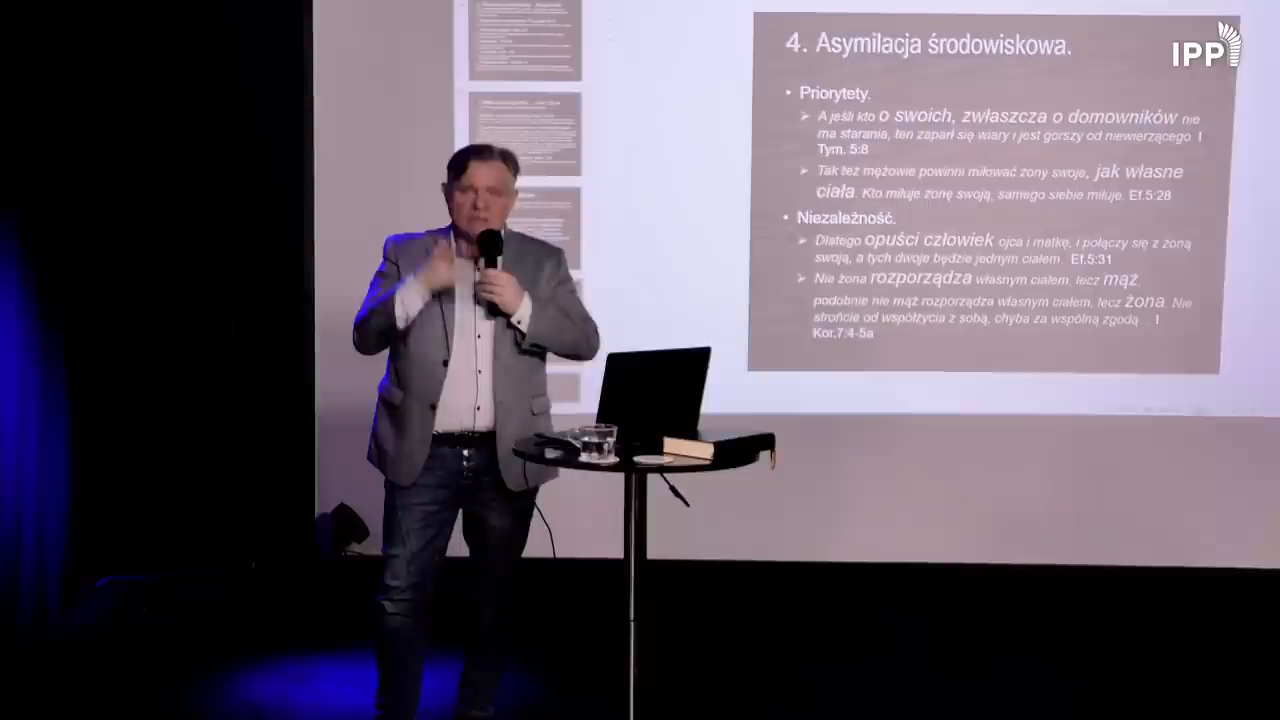 4. Asymilacja środowiskowa.
IPP
• Priorytety.
➢ A jeśli kto o swoich, zwłaszcza o domowników nie
ma starania, ten zaparł się wiary i jest gorszy od niewierzącego I
Tym. 5:8
➢ Tak też mężowie powinni miłować żony swoje, jak własne
ciała. Kto miłuje żonę swoją, samego siebie miłuje. Ef.5:28
• Niezależność.
➢ Dlatego opuści człowiek ojca i matkę, i połączy się z żoną
swoją, a tych dwoje będzie jednym ciałem. Ef.5:31
➢ Nie żona rozporządza własnym ciałem, lecz mąż,
podobnie nie mąż rozporządza własnym ciałem, lecz żona. Nie
strońcie od współżycia z sobą, chyba za wspólną zgodą... I
Kor.7:4-5a